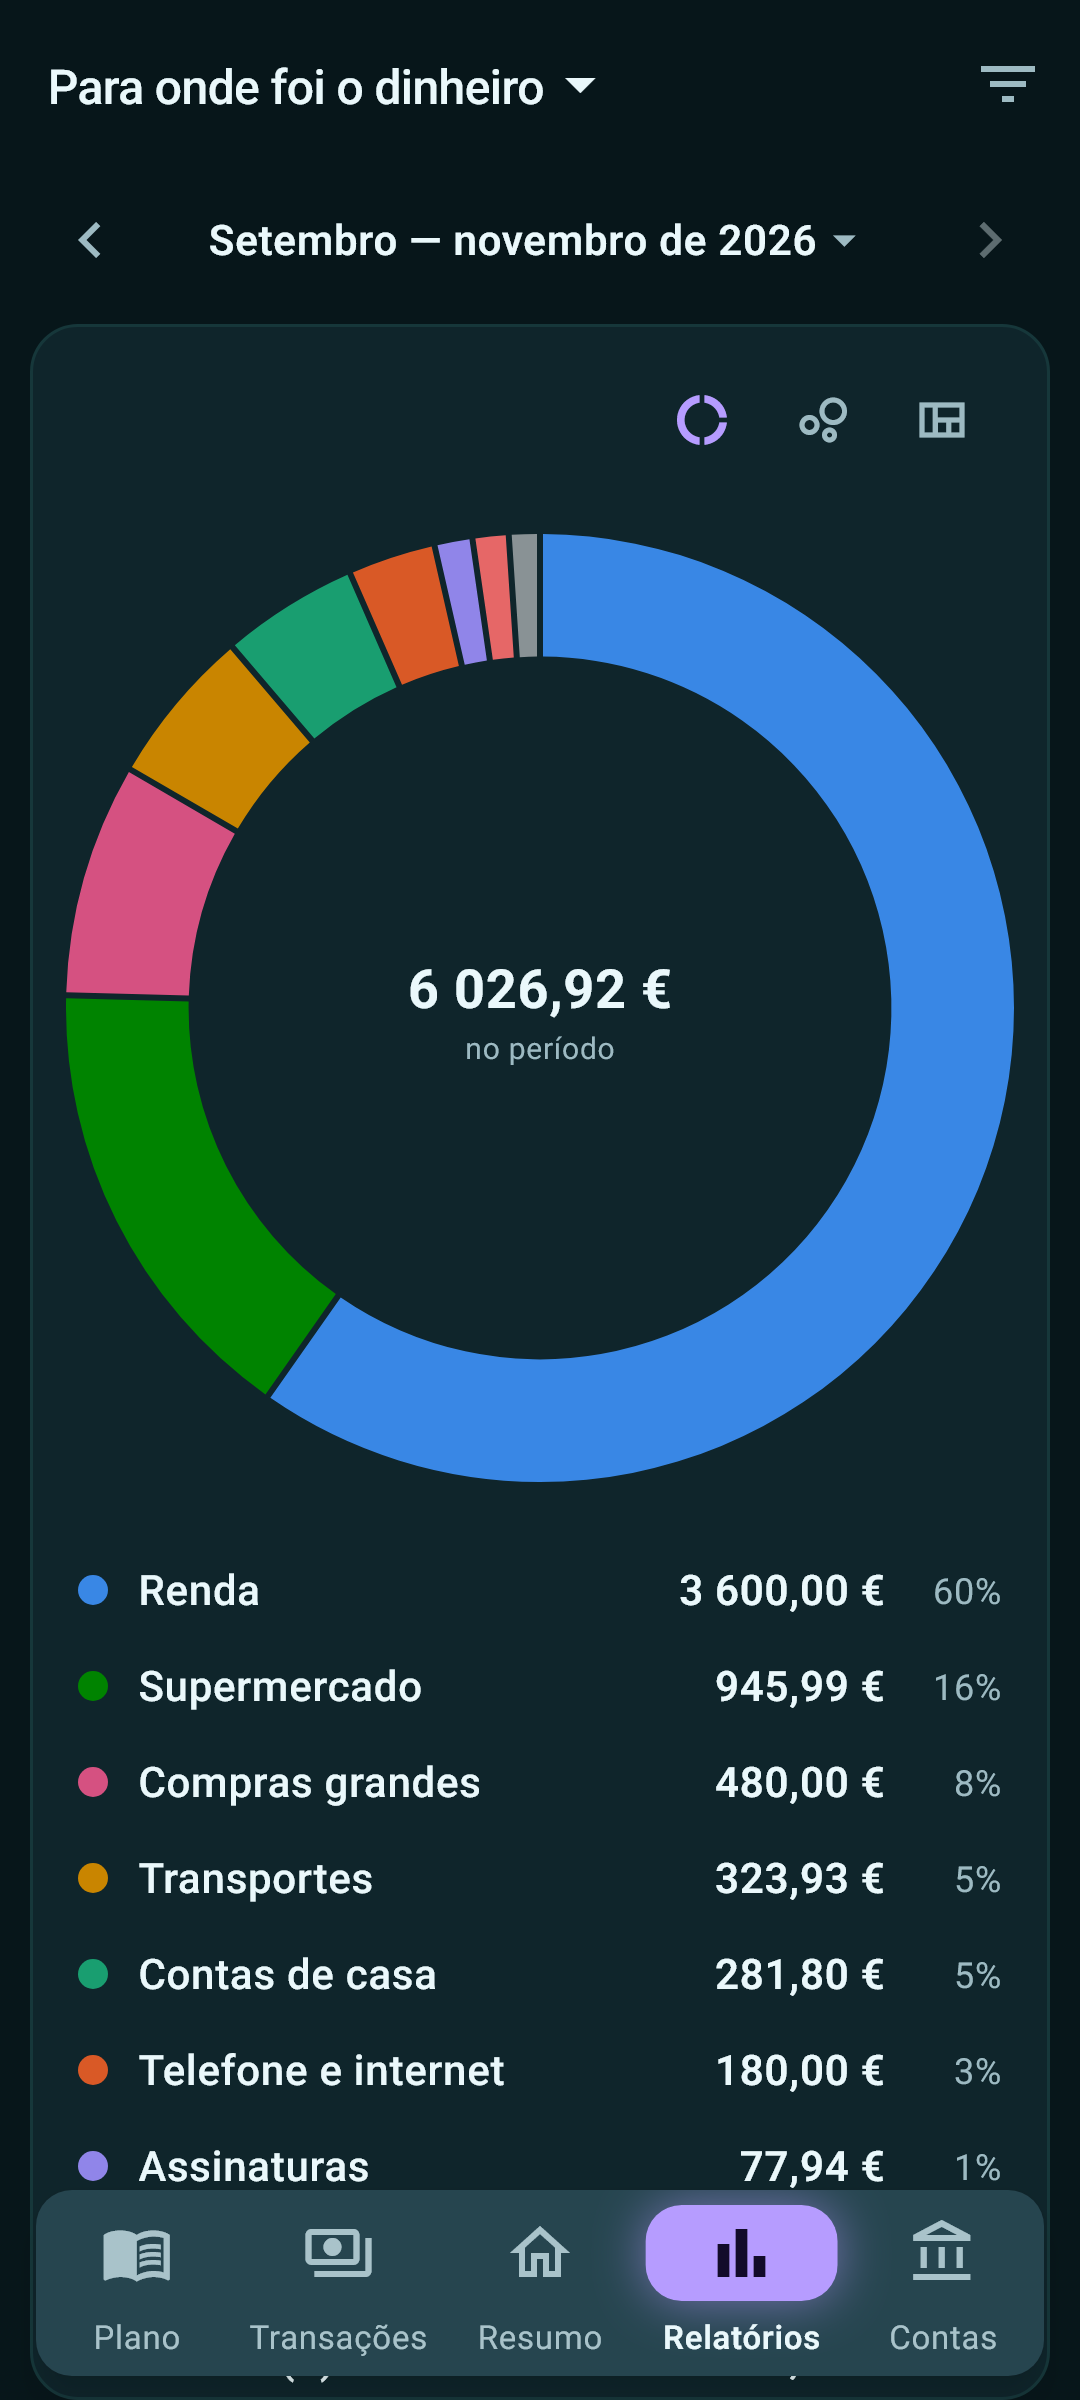 Para onde foi o dinheiro
Setembro — novembro de 2026
6 026,92 €
no período
Renda 3 600,00 € 60%
Supermercado 945,99 € 16%
Compras grandes 480,00 € 8%
Transportes 323,93 € 5%
Contas de casa 281,80 € 5%
Telefone e internet 180,00 € 3%
Assinaturas 77,94 € 1%
Plano Transações Resumo Relatórios Contas